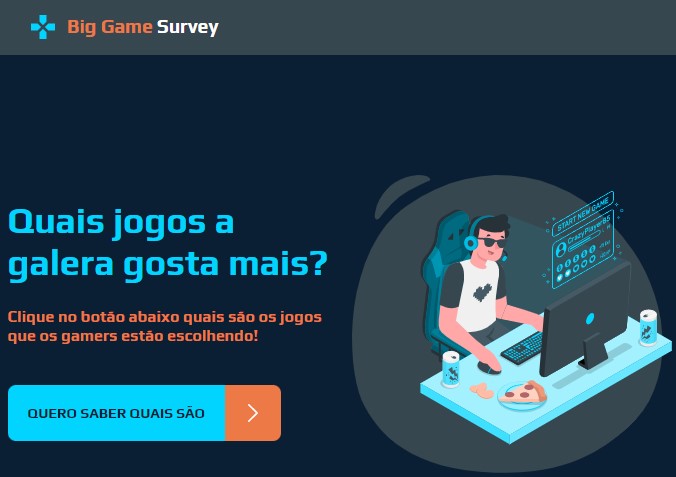 Big Game Survey
Quais jogos a
galera gosta mais?
Clique no botão abaixo quais são os jogos
que os gamers estão escolhendo!
QUERO SABER QUAIS SÃO
START NEW GAME
CrazyPlayer85